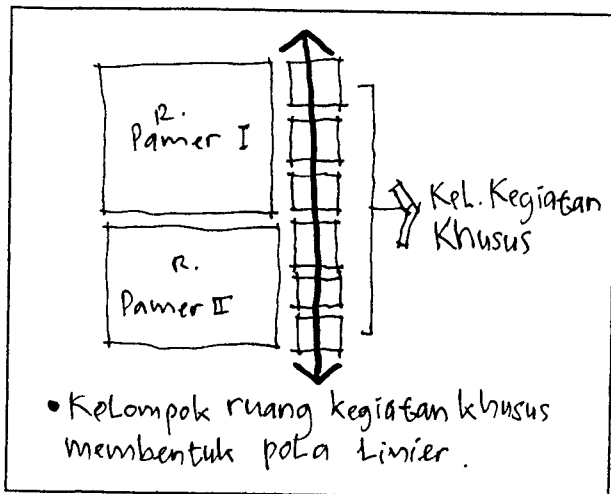 R.
Pamer I
R.
Pamer II
Kel. Kegiatan
Khusus
• Kelompok ruang kegiatan khusus
membentuk pola Linier.